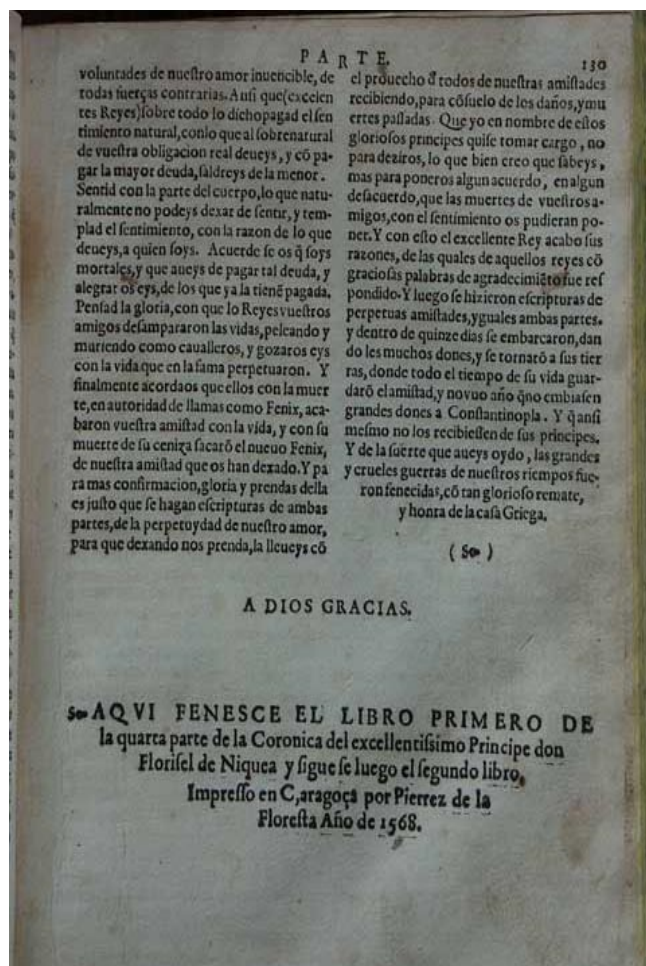 PARTE.
130
voluntades de nuestro amor inuencible, de
todas fuerças contrarias. Ansi que (excelen
tes Reyes) sobre todo lo dicho pagad el sen
timiento natural, con lo que al sobrenatural
de vuestra obligacion real deueys, y cõ pa-
gar la mayor deuda, saldreys de la menor.
Sentid con la parte del cuerpo, lo que natu-
ralmente no podeys dexar de sentir, y tem-
plad el sentimiento, con la razon de lo que
deueys, a quien soys. Acuerde se os q̃ soys
mortales, y que aueys de pagar tal deuda, y
alegrar os eys, de los que ya la tienẽ pagada.
Pensad la gloria, con que lo Reyes vuestros
amigos desampararon las vidas, peleando y
muriendo como caualleros, y gozaros eys
con la vida que en la fama perpetuaron. Y
finalmente acordaos que ellos con la muer
te, en autoridad de llamas como Fenix, aca-
baron vuestra amistad con la vida, y con su
muerte de su ceniza sacarõ el nueuo Fenix,
de nuestra amistad que os han dexado. Y pa
ra mas confirmacion, gloria y prendas della
es justo que se hagan escripturas de ambas
partes, de la perpetuydad de nuestro amor,
para que dexando nos prenda, la lleueys cõ
el prouecho d̃ todos de nuestras amistades
recibiendo, para cõsuelo de los daños, y mu
ertes passadas. Que yo en nombre de estos
gloriosos principes quise tomar cargo, no
para deziros, lo que bien creo que sabeys,
mas para poneros algun acuerdo, en algun
desacuerdo, que las muertes de vuestros a-
migos, con el sentimiento os pudieran po-
ner. Y con esto el excellente Rey acabo sus
razones, de las quales de aquellos reyes cõ
graciosas palabras de agradecimiẽto fue res
pondido. Y luego se hizieron escripturas de
perpetuas amistades, yguales ambas partes.
y dentro de quinze dias se embarcaron, dan
do les muchos dones, y se tornarõ a sus tier
ras, donde todo el tiempo de su vida guar-
darõ el amistad, y no vuo año q̃ no embiasen
grandes dones a Constantinopla. Y q̃ ansi
mesmo no los recibiessen de sus principes.
Y de la suerte que aueys oydo, las grandes
y crueles guerras de nuestros riempos fue-
ron fenecidas, cõ tan glorioso remate,
y honra de la casa Griega.
A DIOS GRACIAS.
AQVI FENESCE EL LIBRO PRIMERO DE
la quarta parte de la Coronica del excellentissimo Principe don
Florisel de Niquea y sigue se luego el segundo libro.
Impresso en C,aragoça por Pierrez de la
Floresta Año de 1568.